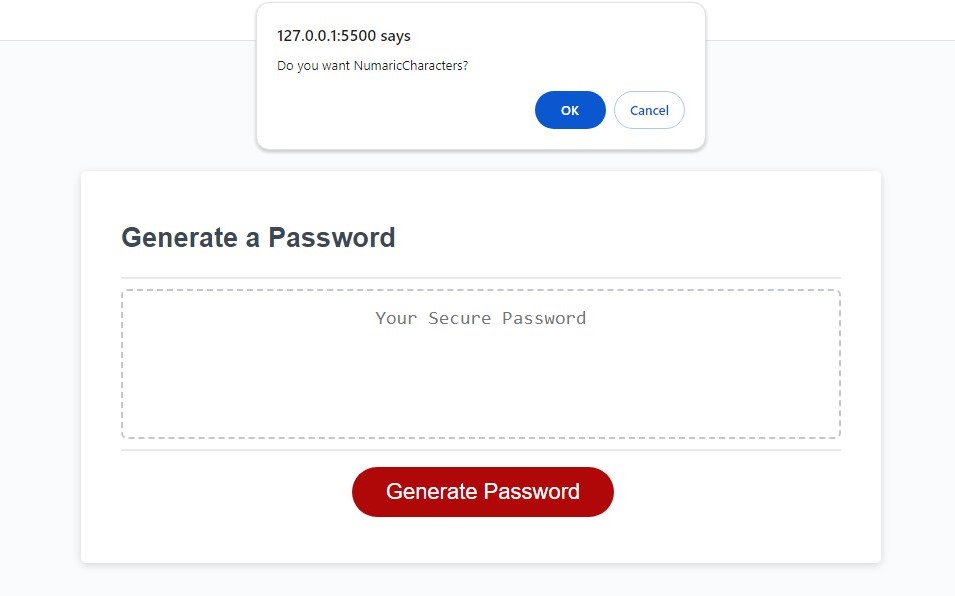 127.0.0.1:5500 says
Do you want NumaricCharacters?
OK Cancel
Generate a Password
Your Secure Password
Generate Password